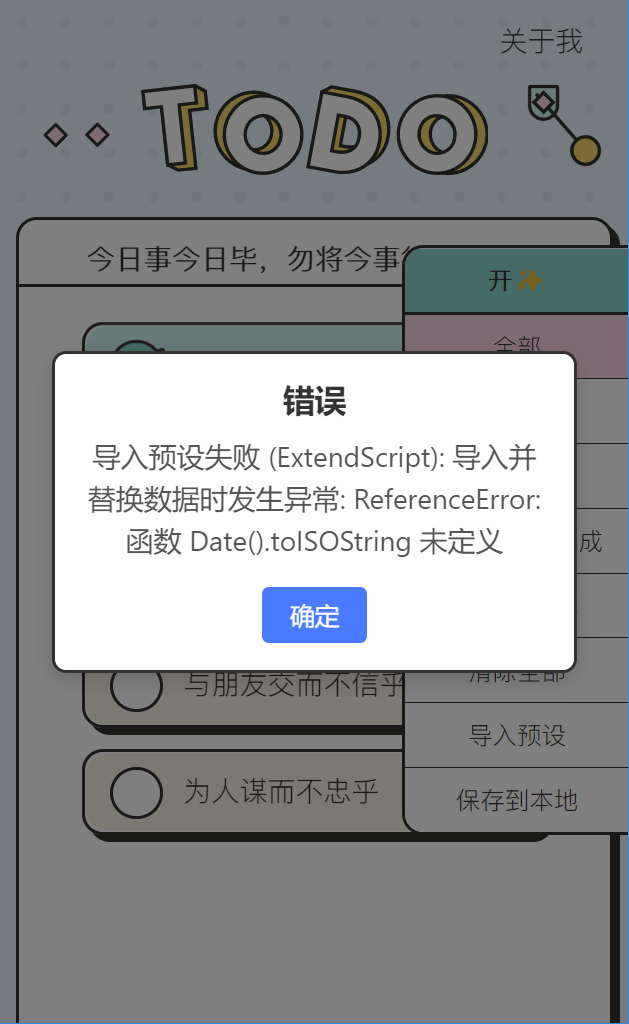 关于我
TODO
今日事今日毕，勿将今事
开✨
全部
错误
导入预设失败 (ExtendScript): 导入并
替换数据时发生异常: ReferenceError:
函数 Date().toISOString 未定义
成
确定
清除全部
与朋友交而不信乎
导入预设
为人谋而不忠乎
保存到本地